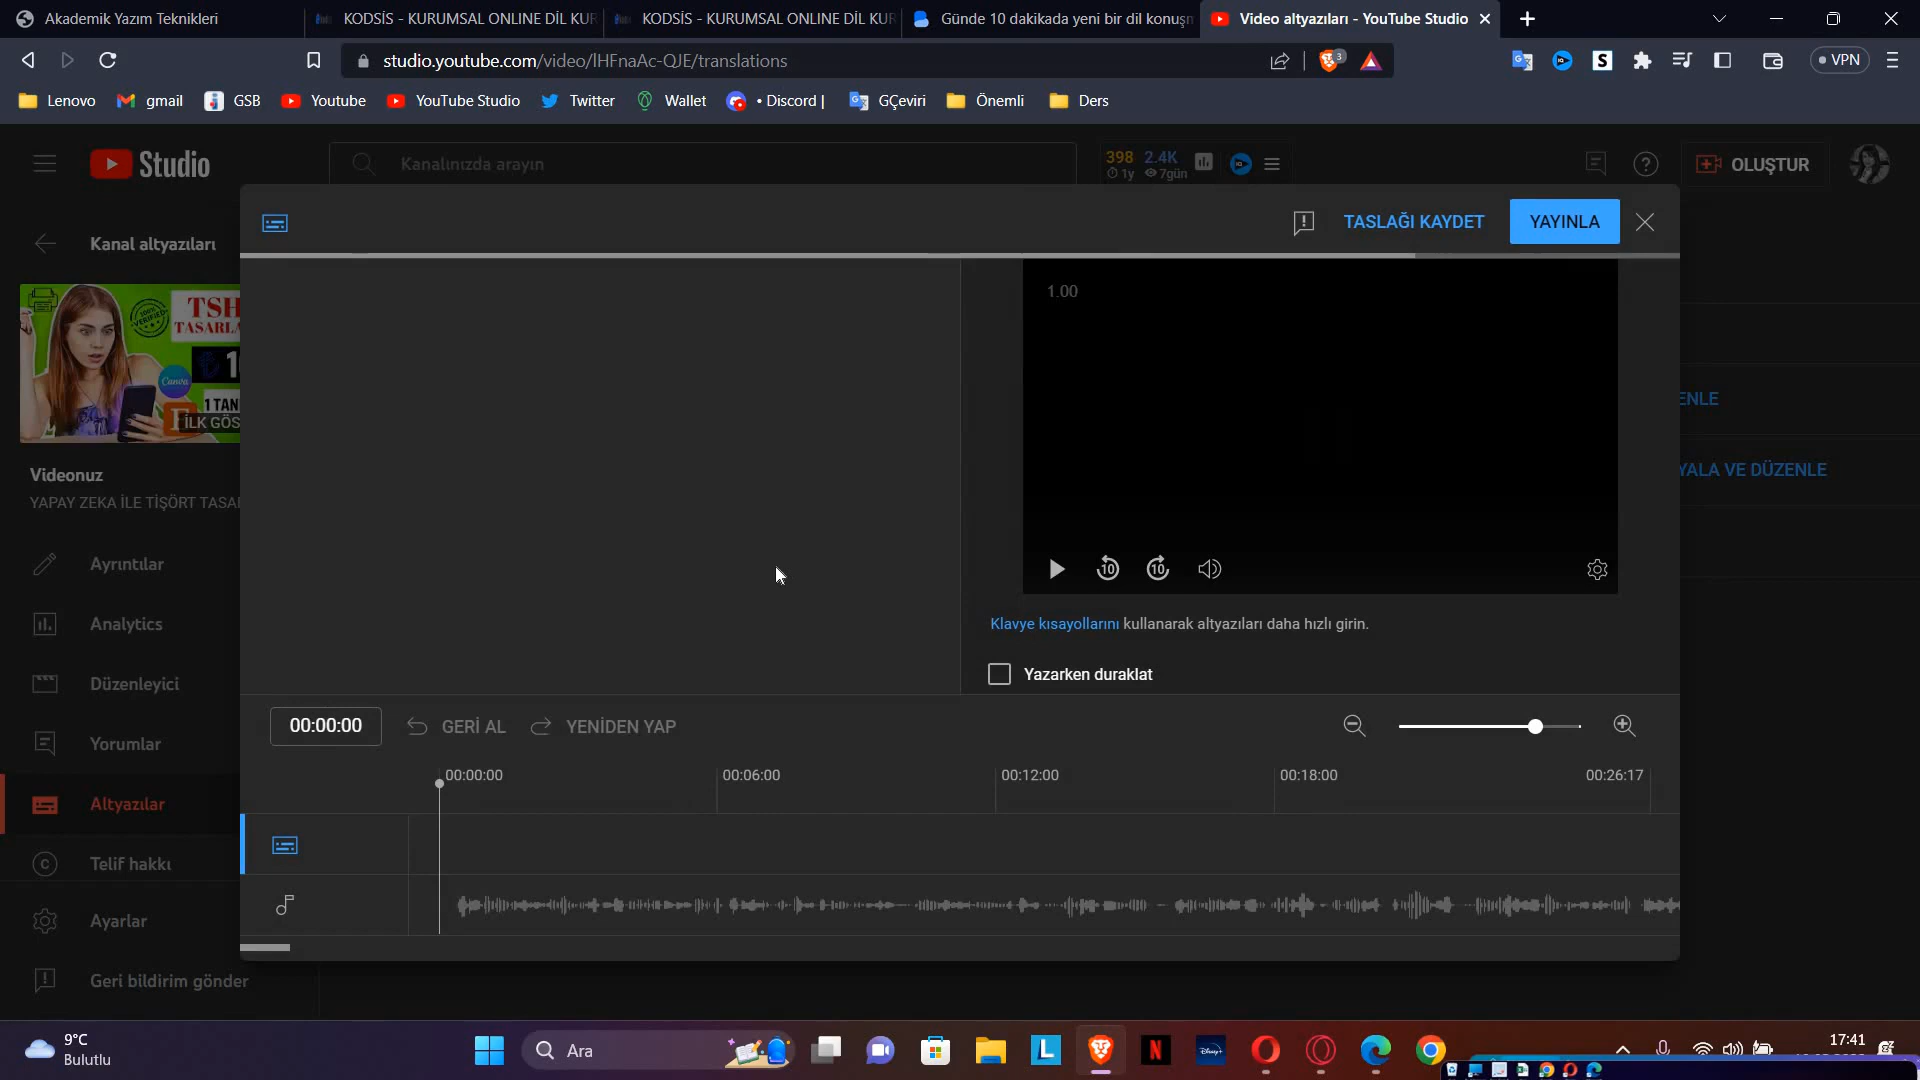 Akademik Yazım Teknikleri
KODSİS - KURUMSAL ONLINE DİL KUR
KODSİS - KURUMSAL ONLINE DİL KUR
Günde 10 dakikada yeni bir dil konuşn
Video altyazıları - YouTube Studio
studio.youtube.com/video/lHFnaAc-QJE/translations
3
VPN
Lenovo
gmail
GSB
Youtube
YouTube Studio
Twitter
Wallet
• Discord |
GÇeviri
Önemli
Ders
Studio
Kanalınızda arayın
398 2.4K
1y 7gün
OLUŞTUR
TASLAĞI KAYDET
YAYINLA
Kanal altyazıları
1.00
TSH
TASARLA
Canva
1 TAN
İLK GÖS
Videonuz
YAPAY ZEKA İLE TİŞÖRT TASAI
ENLE
YALA VE DÜZENLE
10
10
Klavye kısayollarını kullanarak altyazıları daha hızlı girin.
Yazarken duraklat
Ayrıntılar
Analytics
Düzenleyici
Yorumlar
Altyazılar
Telif hakkı
Ayarlar
Geri bildirim gönder
00:00:00
GERİ AL
YENİDEN YAP
00:00:00
00:06:00
00:12:00
00:18:00
00:26:17
9°C
Bulutlu
Ara
17:41